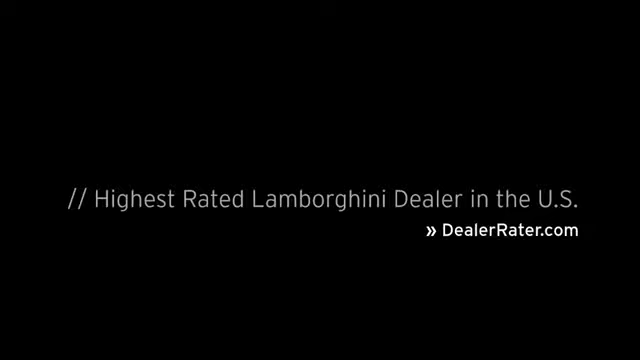 // Highest Rated Lamborghini Dealer in the U.S.
» DealerRater.com